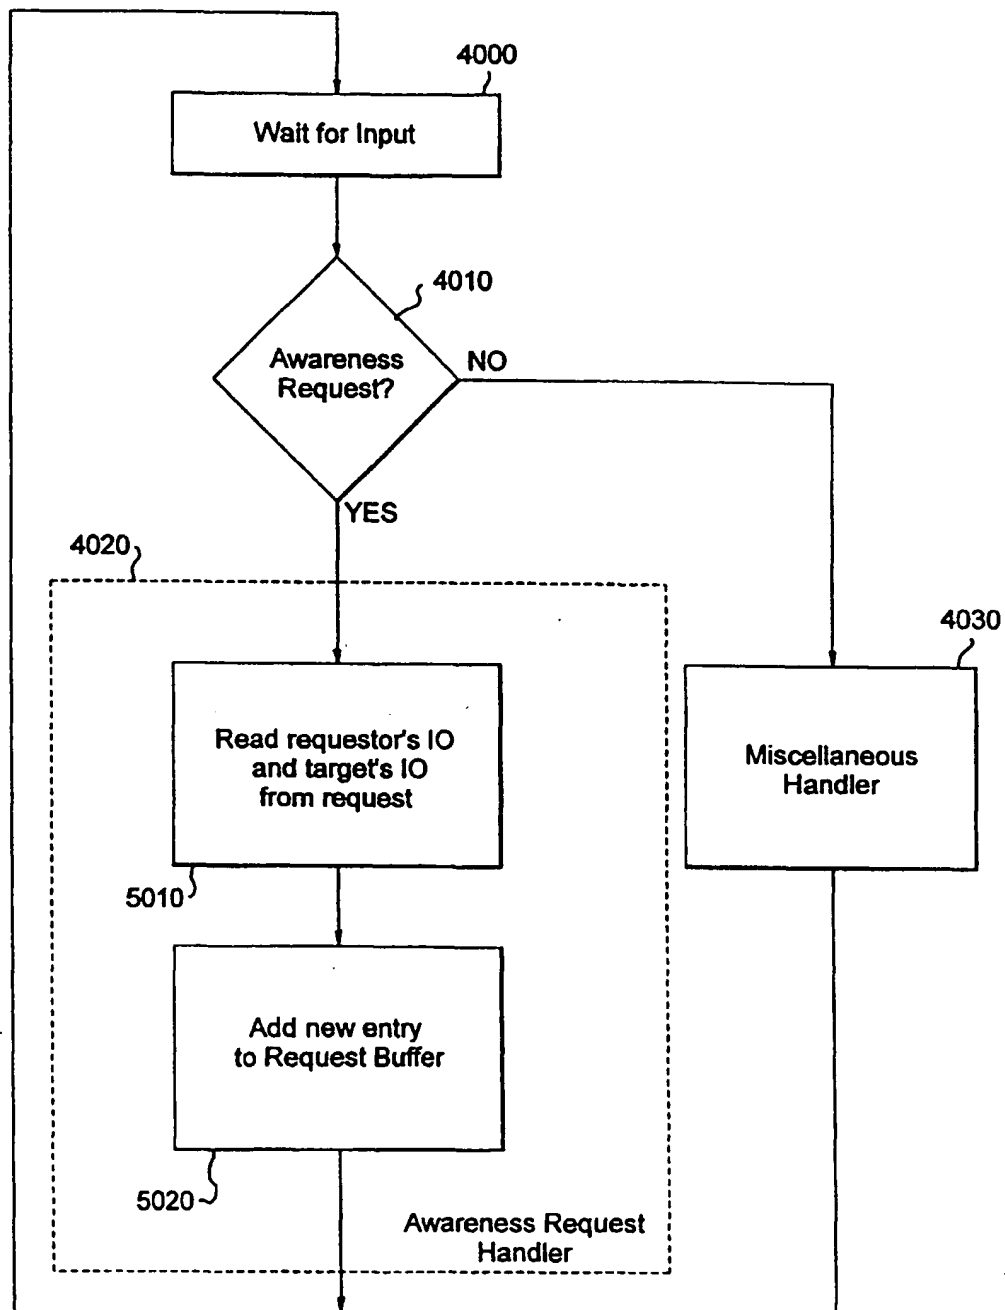 4000
Wait for Input
4010
Awareness
Request?
NO
YES
4020
4030
Read requestor's IO
and target's IO
from request
Miscellaneous
Handler
5010
Add new entry
to Request Buffer
5020
Awareness Request
Handler